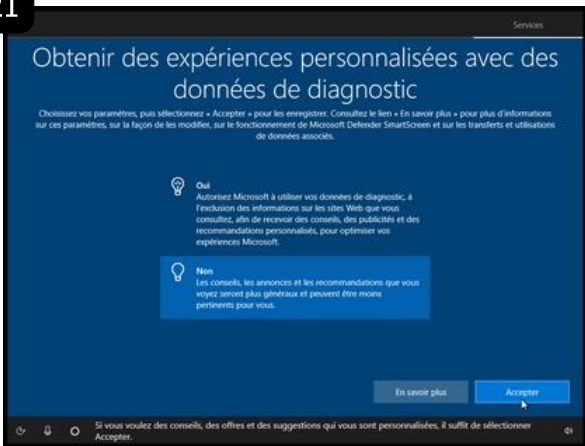 21
Services
Obtenir des expériences personnalisées avec des
données de diagnostic
Choisissez vos paramètres, puis sélectionnez « Accepter » pour les enregistrer. Consultez le lien « En savoir plus » pour plus d'informations
sur ces paramètres, sur la façon de les modifier, sur le fonctionnement de Microsoft Defender SmartScreen et sur les transferts et utilisations
de données associés.
Oui
Autorisez Microsoft à utiliser vos données de diagnostic, à
l'exclusion des informations sur les sites Web que vous
consultez, afin de recevoir des conseils, des publicités et des
recommandations personnalisés, pour optimiser vos
expériences Microsoft.
Non
Les conseils, les annonces et les recommandations que vous
voyez seront plus généraux et peuvent être moins
pertinents pour vous.
En savoir plus
Accepter
Si vous voulez des conseils, des offres et des suggestions qui vous sont personnalisées, il suffit de sélectionner
Accepter.